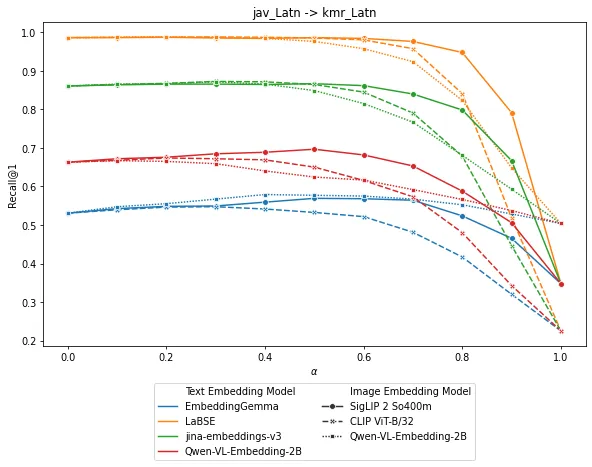 jav_Latn -> kmr_Latn
Recall@1
1.0
0.9
0.8
0.7
0.6
0.5
0.4
0.3
0.2
0.0 0.2 0.4 0.6 0.8 1.0
α
Text Embedding Model
EmbeddingGemma
LaBSE
jina-embeddings-v3
Qwen-VL-Embedding-2B
Image Embedding Model
SigLIP 2 So400m
CLIP ViT-B/32
Qwen-VL-Embedding-2B